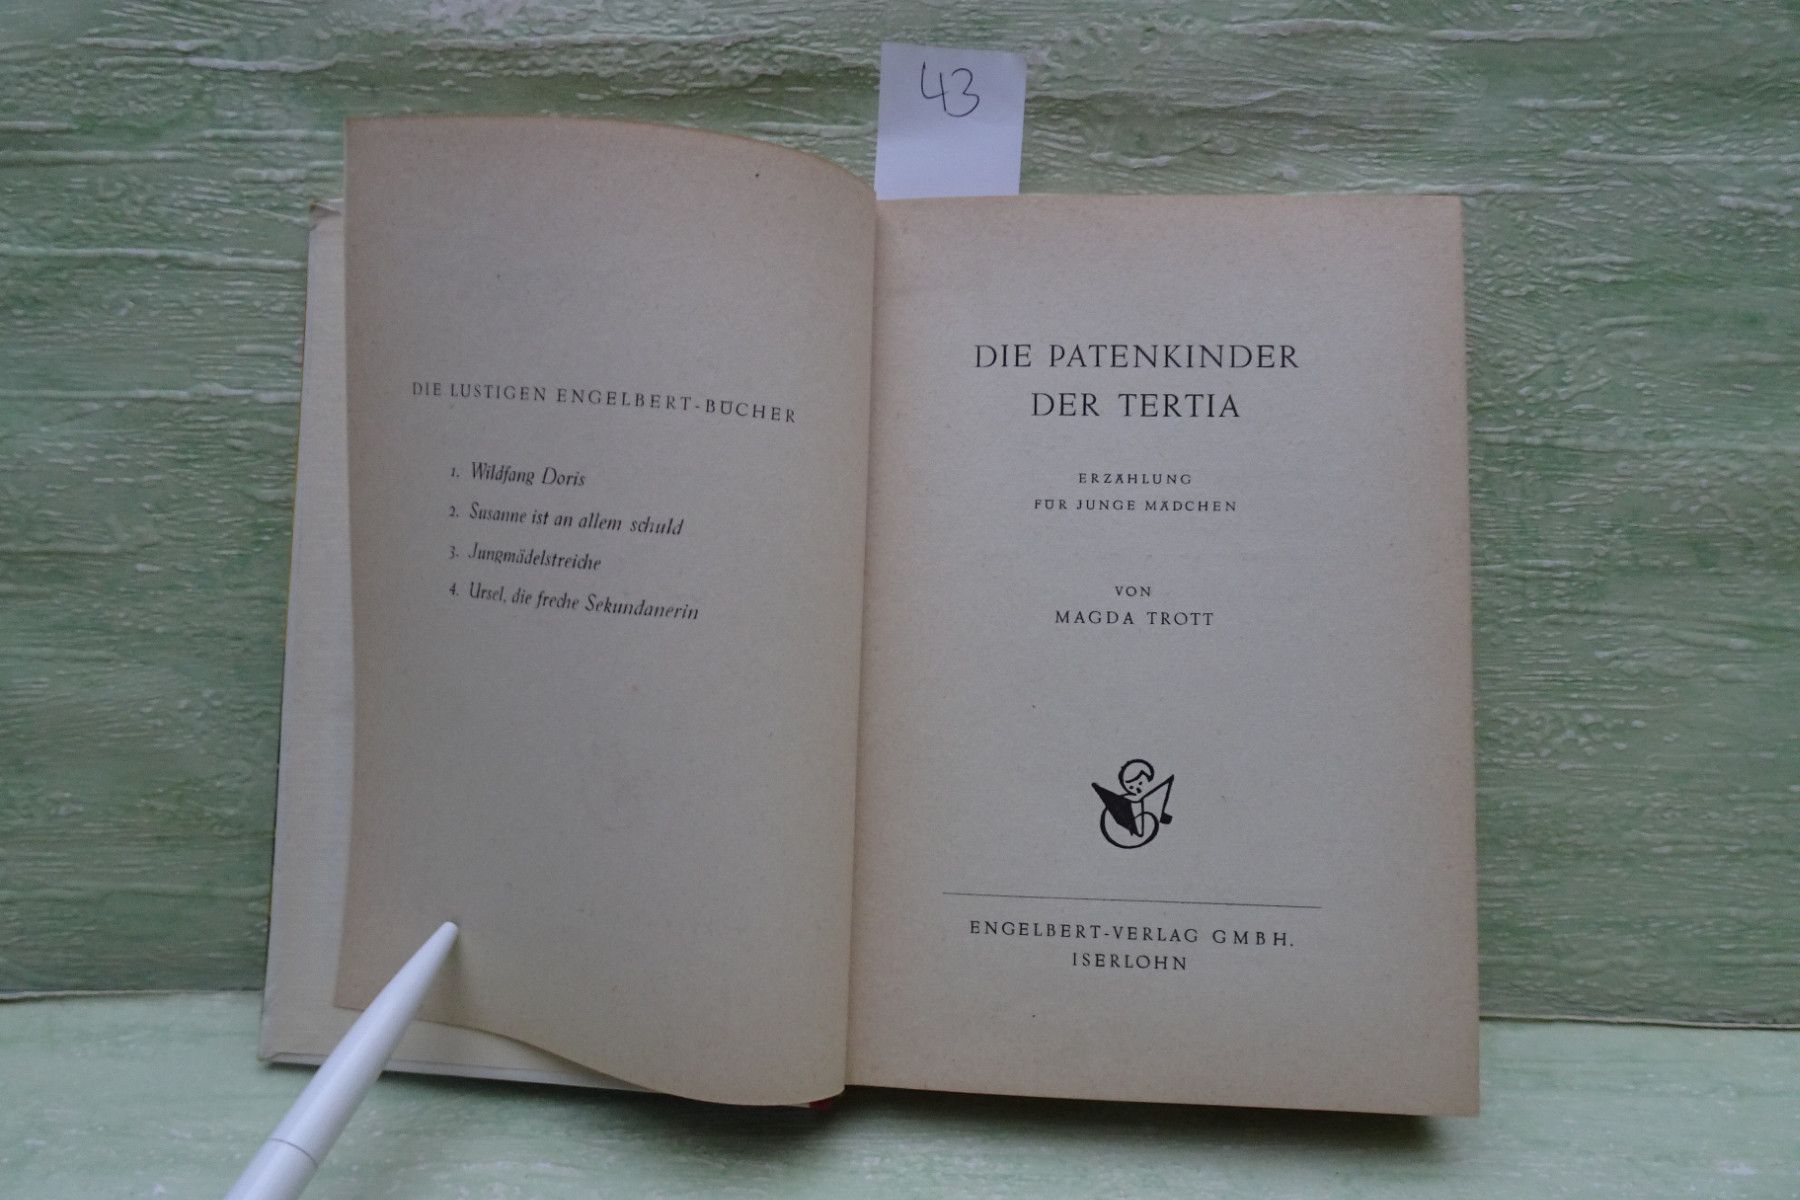 43
DIE LUSTIGEN ENGELBERT-BÜCHER
1. Wildfang Doris
2. Susanne ist an allem schuld
3. Jungmädelstreiche
4. Ursel, die freche Sekundanerin
DIE PATENKINDER
DER TERTIA
ERZÄHLUNG
FÜR JUNGE MÄDCHEN
VON
MAGDA TROTT
ENGELBERT-VERLAG GMBH.
ISERLOHN